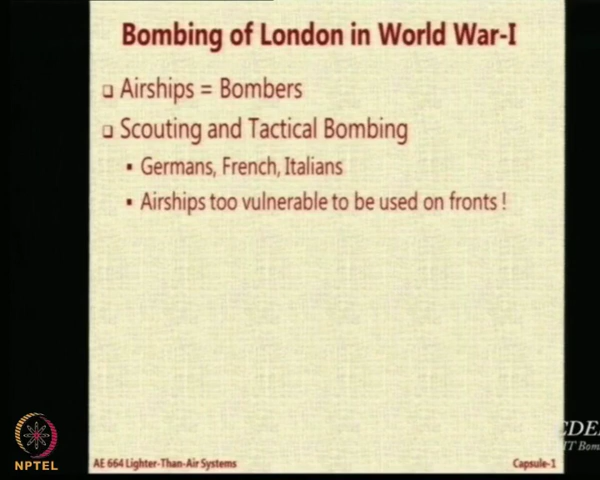 Bombing of London in World War-I
Airships = Bombers
Scouting and Tactical Bombing
Germans, French, Italians
Airships too vulnerable to be used on fronts !
NPTEL
AE 664 Lighter-Than-Air Systems
Capsule-1